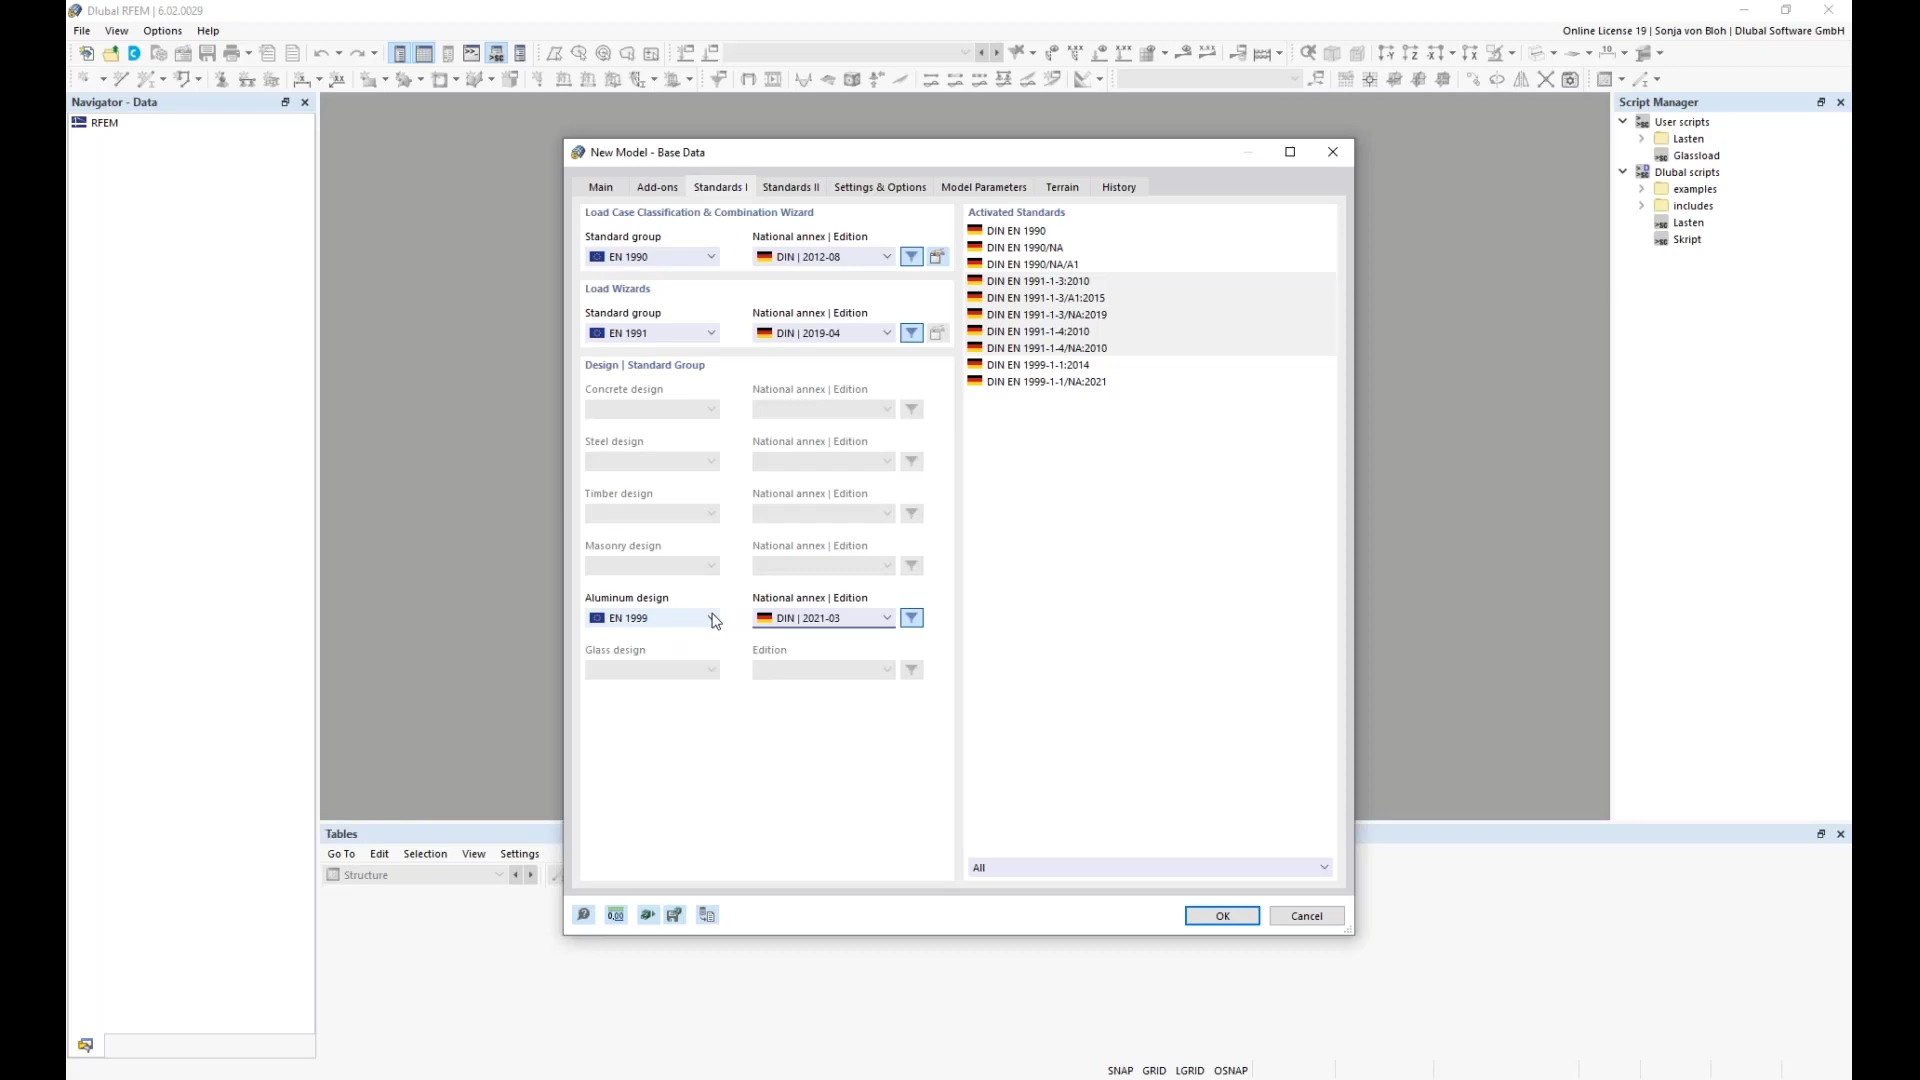 Dlubal RFEM | 6.02.0029
File View Options Help
Online License 19 | Sonja von Bloh | Dlubal Software GmbH
Navigator - Data
RFEM
New Model - Base Data
Main Add-ons Standards I Standards II Settings & Options Model Parameters Terrain History
Load Case Classification & Combination Wizard
Standard group National annex | Edition
EN 1990 DIN | 2012-08
Load Wizards
Standard group National annex | Edition
EN 1991 DIN | 2019-04
Design | Standard Group
Concrete design National annex | Edition
Steel design National annex | Edition
Timber design National annex | Edition
Masonry design National annex | Edition
Aluminum design National annex | Edition
EN 1999 DIN | 2021-03
Glass design Edition
Activated Standards
DIN EN 1990
DIN EN 1990/NA
DIN EN 1990/NA/A1
DIN EN 1991-1-3:2010
DIN EN 1991-1-3/A1:2015
DIN EN 1991-1-3/NA:2019
DIN EN 1991-1-4:2010
DIN EN 1991-1-4/NA:2010
DIN EN 1999-1-1:2014
DIN EN 1999-1-1/NA:2021
All
0,00
OK Cancel
Script Manager
User scripts
Lasten
Glassload
Dlubal scripts
examples
includes
Lasten
Skript
Tables
Go To Edit Selection View Settings
Structure
SNAP GRID LGRID OSNAP